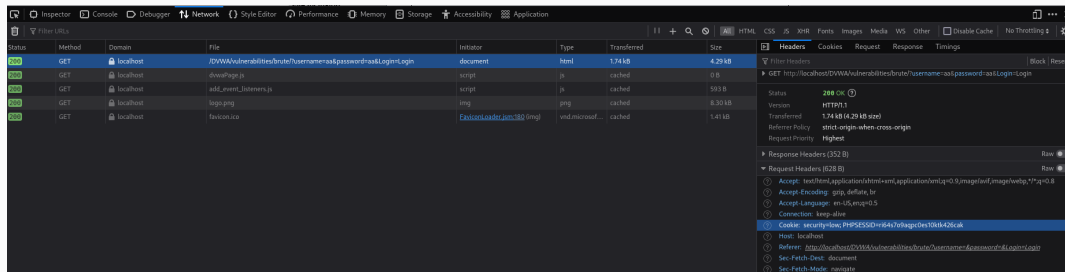 Inspector Console Debugger Network Style Editor Performance Memory Storage Accessibility Application
Filter URLs
All HTML CSS JS XHR Fonts Images Media WS Other Disable Cache No Throttling
Status Method Domain File Initiator Type Transferred Size
200 GET localhost /DVWA/vulnerabilities/brute/?username=aa&password=aa&Login=Login document html 1.74 kB 4.29 kB
200 GET localhost dvwaPage.js script js cached 0 B
200 GET localhost add_event_listeners.js script js cached 593 B
200 GET localhost logo.png img png cached 8.30 kB
200 GET localhost favicon.ico FaviconLoader.jsm:180 (img) vnd.microsof... cached 1.41 kB
Headers Cookies Request Response Timings
Filter Headers Block Rese
GET http://localhost/DVWA/vulnerabilities/brute/?username=aa&password=aa&Login=Login
Status 200 OK
Version HTTP/1.1
Transferred 1.74 kB (4.29 kB size)
Referrer Policy strict-origin-when-cross-origin
Request Priority Highest
Response Headers (352 B) Raw
Request Headers (628 B) Raw
Accept: text/html,application/xhtml+xml,application/xml;q=0.9,image/avif,image/webp,*/*;q=0.8
Accept-Encoding: gzip, deflate, br
Accept-Language: en-US,en;q=0.5
Connection: keep-alive
Cookie: security=low; PHPSESSID=ri64s7o9aqpc0es10ktk426cak
Host: localhost
Referer: http://localhost/DVWA/vulnerabilities/brute/?username=&password=&Login=Login
Sec-Fetch-Dest: document
Sec-Fetch-Mode: navigate